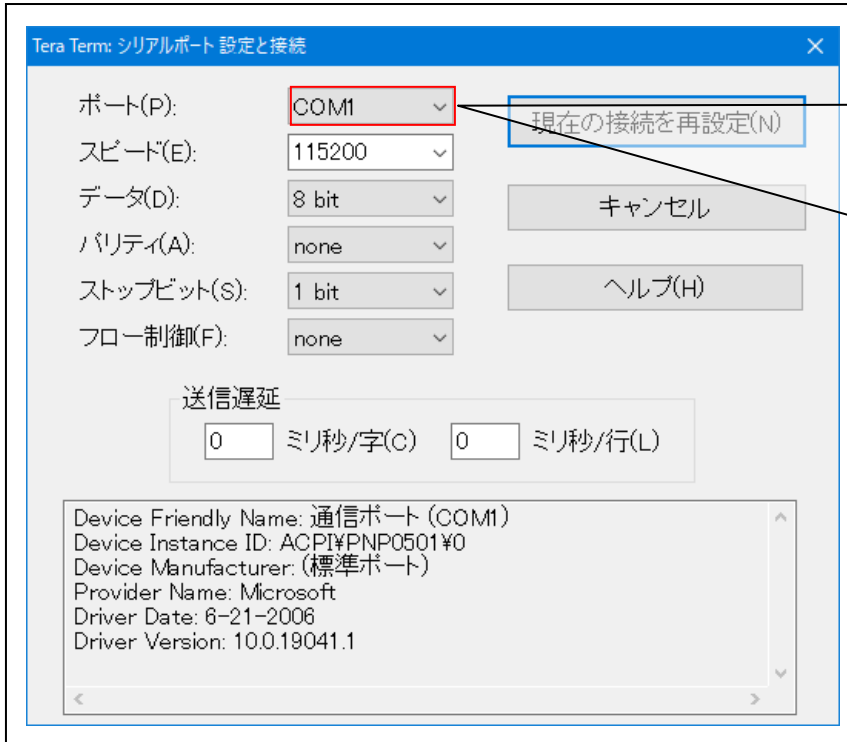 Tera Term: シリアルポート 設定と接続
ポート(P):
COM1
現在の接続を再設定(N)
スピード(E):
115200
データ(D):
8 bit
キャンセル
パリティ(A):
none
ストップビット(S):
1 bit
ヘルプ(H)
フロー制御(F):
none
送信遅延
0 ミリ秒/字(C) 0 ミリ秒/行(L)
Device Friendly Name: 通信ポート (COM1)
Device Instance ID: ACPI¥PNP0501¥0
Device Manufacturer: (標準ポート)
Provider Name: Microsoft
Driver Date: 6-21-2006
Driver Version: 10.0.19041.1